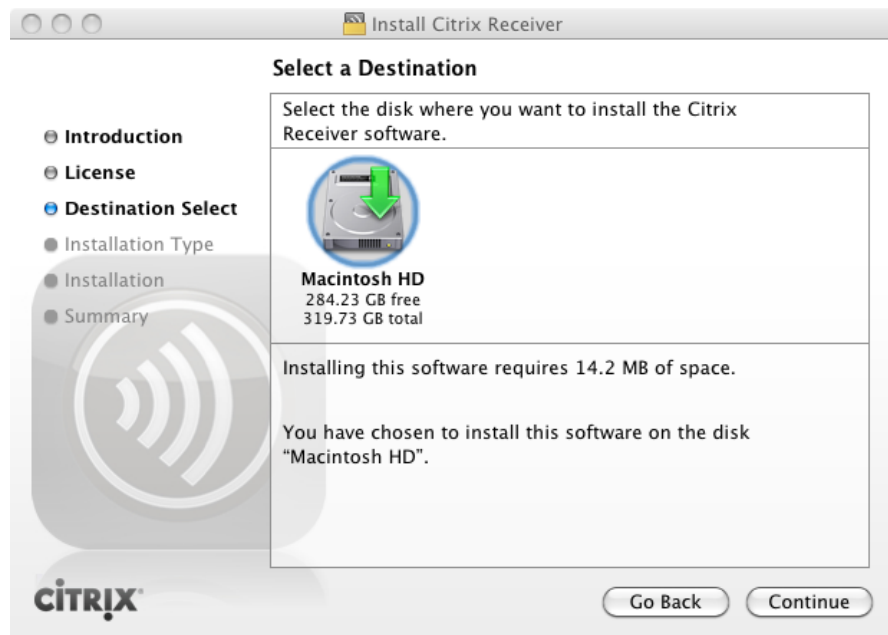 Install Citrix Receiver
Select a Destination
Introduction
License
Destination Select
Installation Type
Installation
Summary
Select the disk where you want to install the Citrix
Receiver software.
Macintosh HD
284.23 GB free
319.73 GB total
Installing this software requires 14.2 MB of space.
You have chosen to install this software on the disk
“Macintosh HD”.
CITRIX
Go Back
Continue